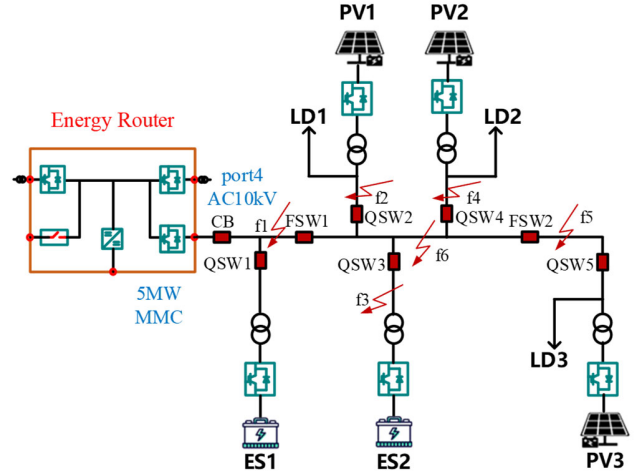 PV1
PV2
LD1
LD2
Energy Router
port4
AC10kV
f2
f4
CB
f1
FSW1
QSW2
QSW4
FSW2
f5
QSW1
QSW3
f6
QSW5
5MW
MMC
f3
LD3
ES1
ES2
PV3